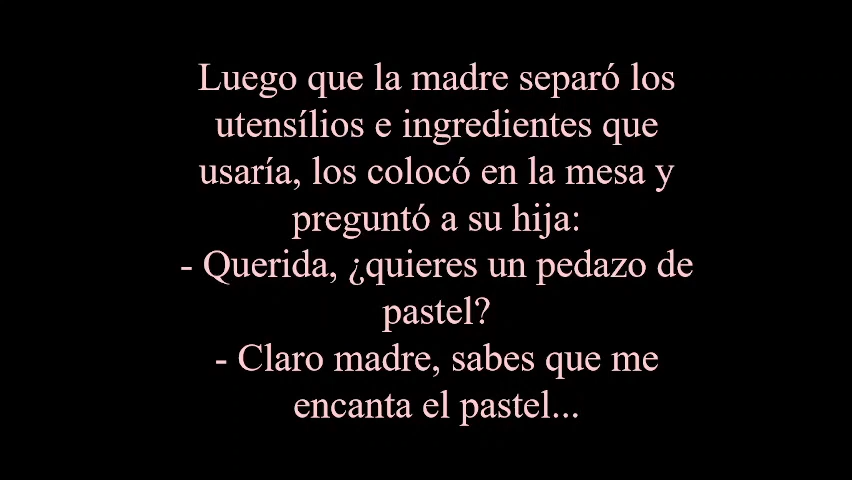 Luego que la madre separó los
utensílios e ingredientes que
usaría, los colocó en la mesa y
preguntó a su hija:
- Querida, ¿quieres un pedazo de
pastel?
- Claro madre, sabes que me
encanta el pastel...